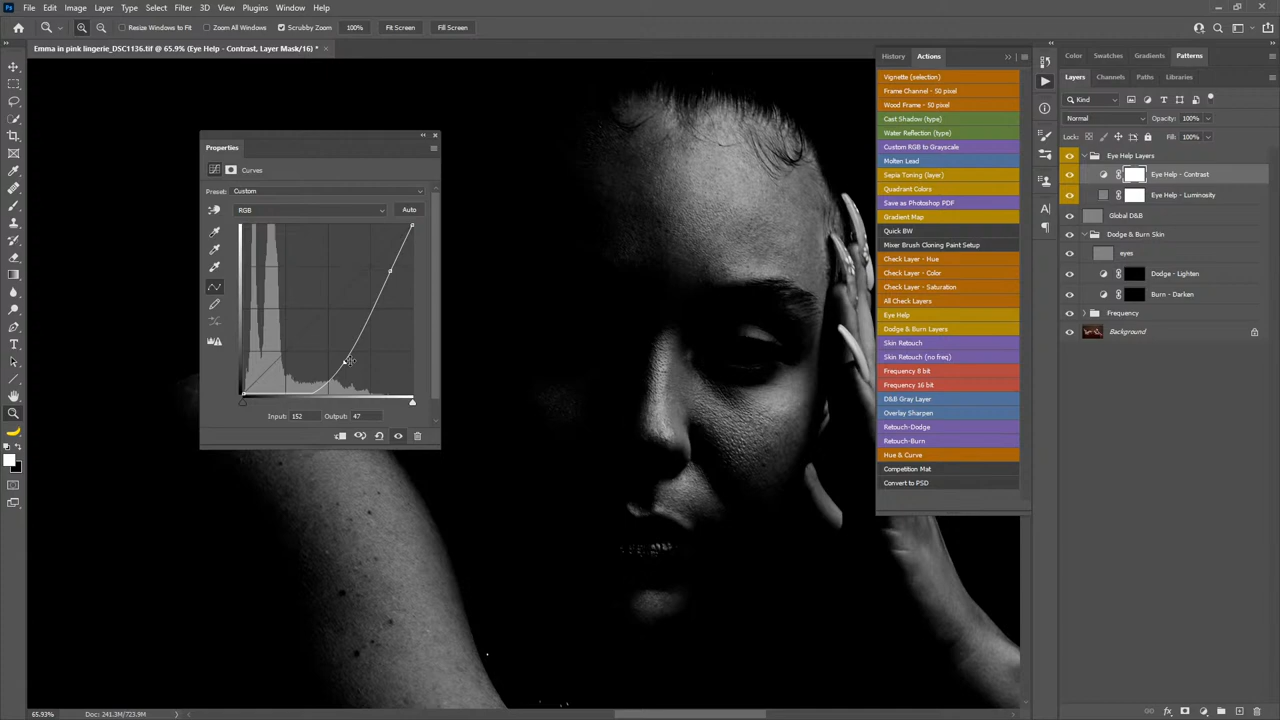 Ps File Edit Image Layer Type Select Filter 3D View Plugins Window Help
Resize Windows to Fit Zoom All Windows Scrubby Zoom 100% Fit Screen Fill Screen
Emma in pink lingerie_DSC1136.tif @ 65.9% (Eye Help - Contrast, Layer Mask/16) *
Properties
Curves
Preset: Custom
RGB Auto
Input: 152 Output: 47
History Actions
Vignette (selection)
Frame Channel - 50 pixel
Wood Frame - 50 pixel
Cast Shadow (type)
Water Reflection (type)
Custom RGB to Grayscale
Molten Lead
Sepia Toning (layer)
Quadrant Colors
Save as Photoshop PDF
Gradient Map
Quick BW
Mixer Brush Cloning Paint Setup
Check Layer - Hue
Check Layer - Color
Check Layer - Saturation
All Check Layers
Eye Help
Dodge & Burn Layers
Skin Retouch
Skin Retouch (no freq)
Frequency 8 bit
Frequency 16 bit
D&B Gray Layer
Overlay Sharpen
Retouch-Dodge
Retouch-Burn
Hue & Curve
Competition Mat
Convert to PSD
Color Swatches Gradients Patterns
Layers Channels Paths Libraries
Kind
Normal Opacity: 100%
Lock: Fill: 100%
Eye Help Layers
Eye Help - Contrast
Eye Help - Luminosity
Global D&B
Dodge & Burn Skin
eyes
Dodge - Lighten
Burn - Darken
Frequency
Background
65.93% Doc: 241.3M/723.9M